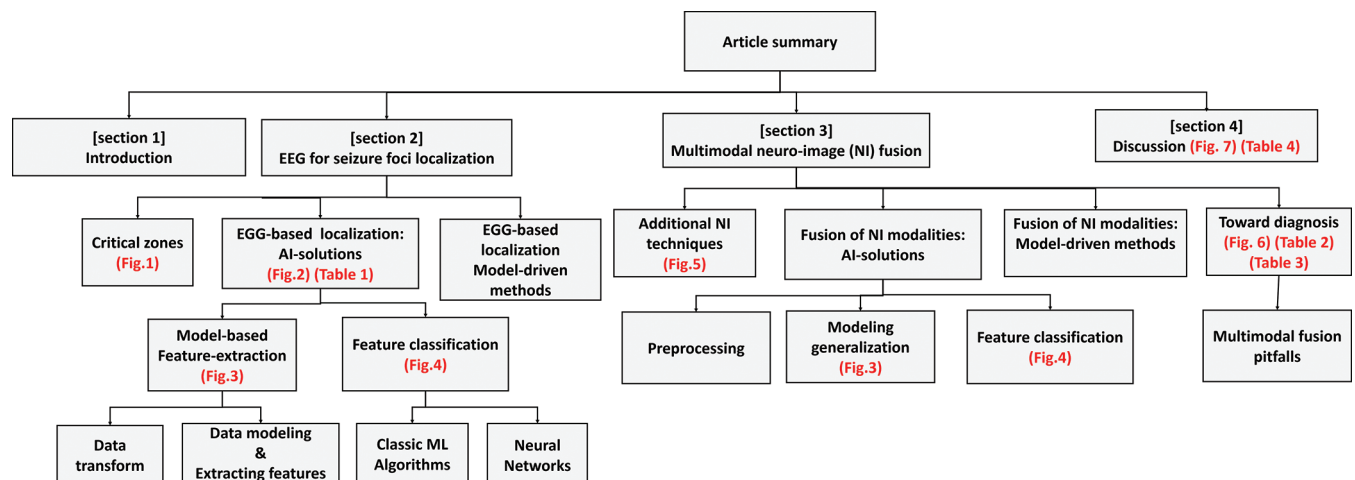 Article summary
[section 1]
Introduction
[section 2]
EEG for seizure foci localization
[section 3]
Multimodal neuro-image (NI) fusion
[section 4]
Discussion (Fig. 7) (Table 4)
Critical zones
(Fig.1)
EGG-based localization:
AI-solutions
(Fig.2) (Table 1)
EGG-based
localization
Model-driven
methods
Additional NI
techniques
(Fig.5)
Fusion of NI modalities:
AI-solutions
Fusion of NI modalities:
Model-driven methods
Toward diagnosis
(Fig. 6) (Table 2)
(Table 3)
Model-based
Feature-extraction
(Fig.3)
Feature classification
(Fig.4)
Preprocessing
Modeling
generalization
(Fig.3)
Feature classification
(Fig.4)
Multimodal fusion
pitfalls
Data
transform
Data modeling
&
Extracting features
Classic ML
Algorithms
Neural
Networks